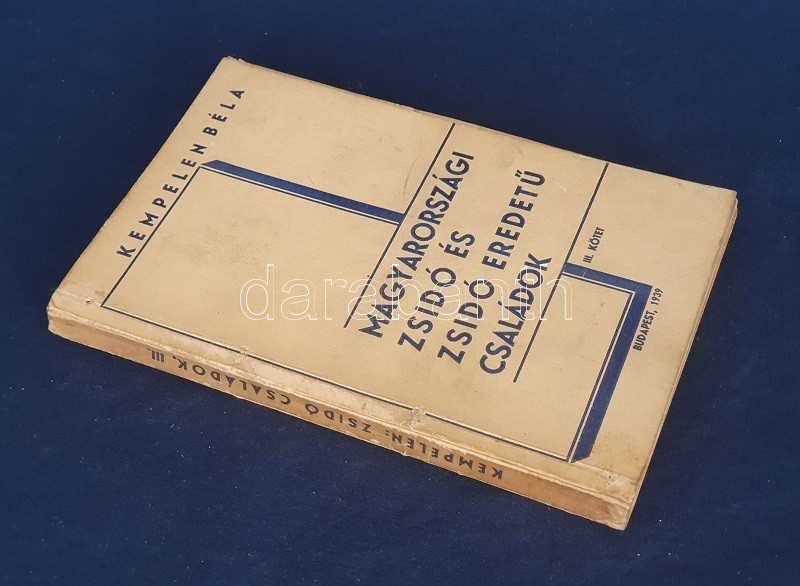 KEMPELEN BÉLA
MAGYARORSZÁGI
ZSIDÓ ÉS
ZSIDÓ EREDETŰ
CSALÁDOK
III. KÖTET
BUDAPEST, 1939
KEMPELEN: ZSIDÓ CSALÁDOK. III.
darabanth